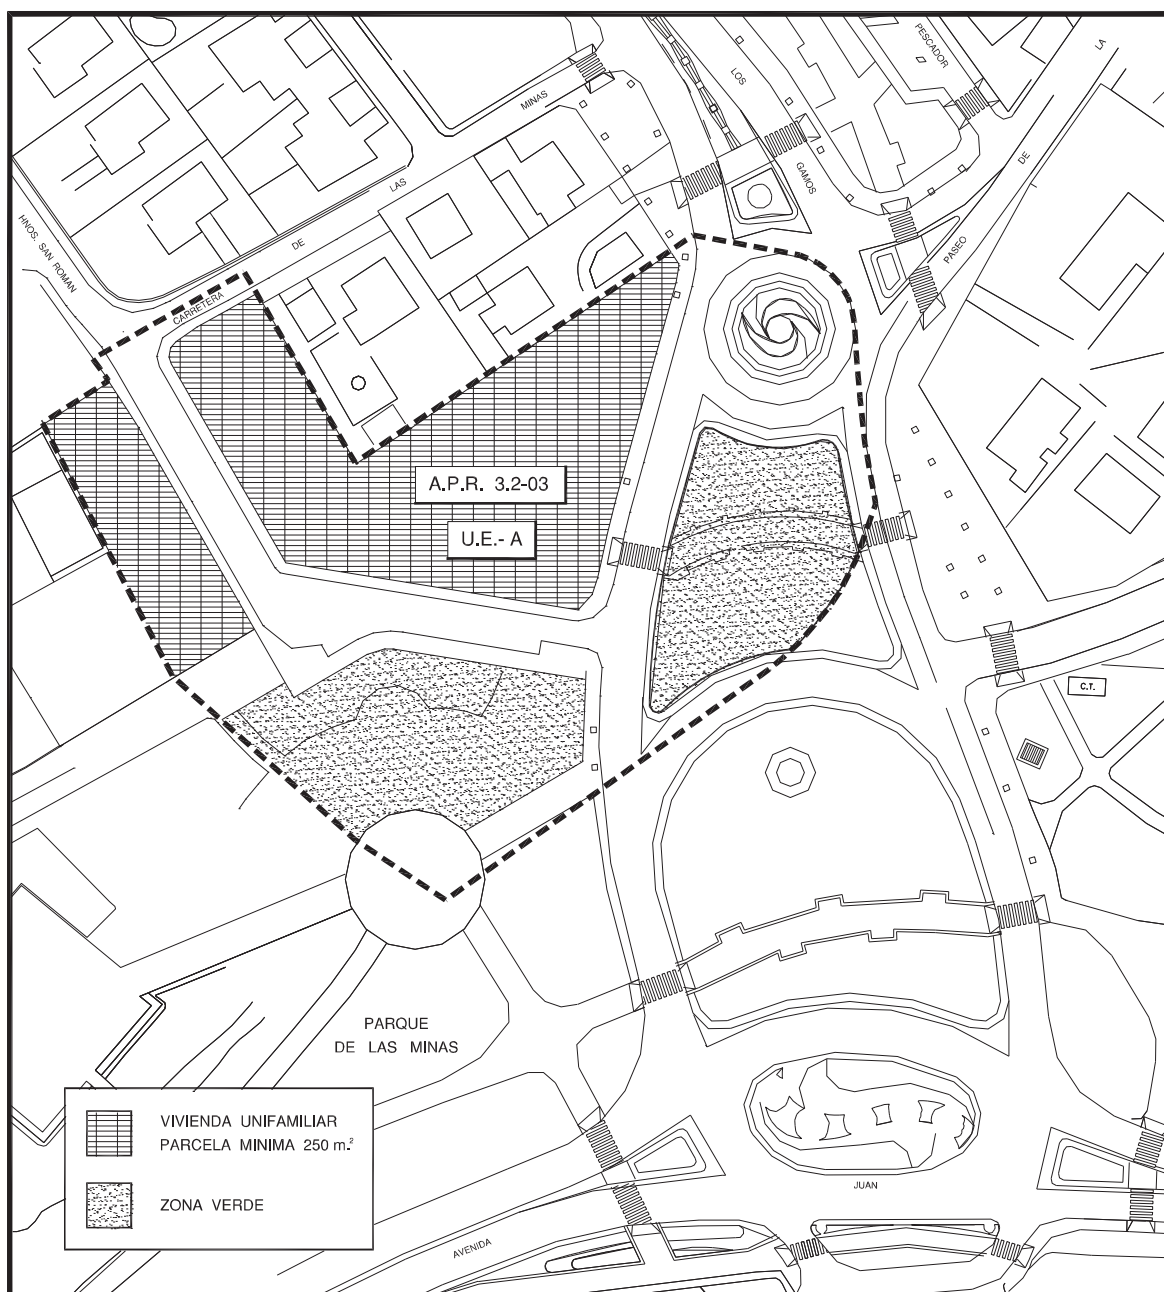 PESCADOR
LA
LOS
MINAS
GAMOS
DE
LAS
HNOS. SAN ROMAN
DE
PASEO
CARRETERA
A.P.R. 3.2-03
U.E.- A
C.T.
PARQUE
DE LAS MINAS
VIVIENDA UNIFAMILIAR
PARCELA MINIMA 250 m.²
ZONA VERDE
JUAN
AVENIDA